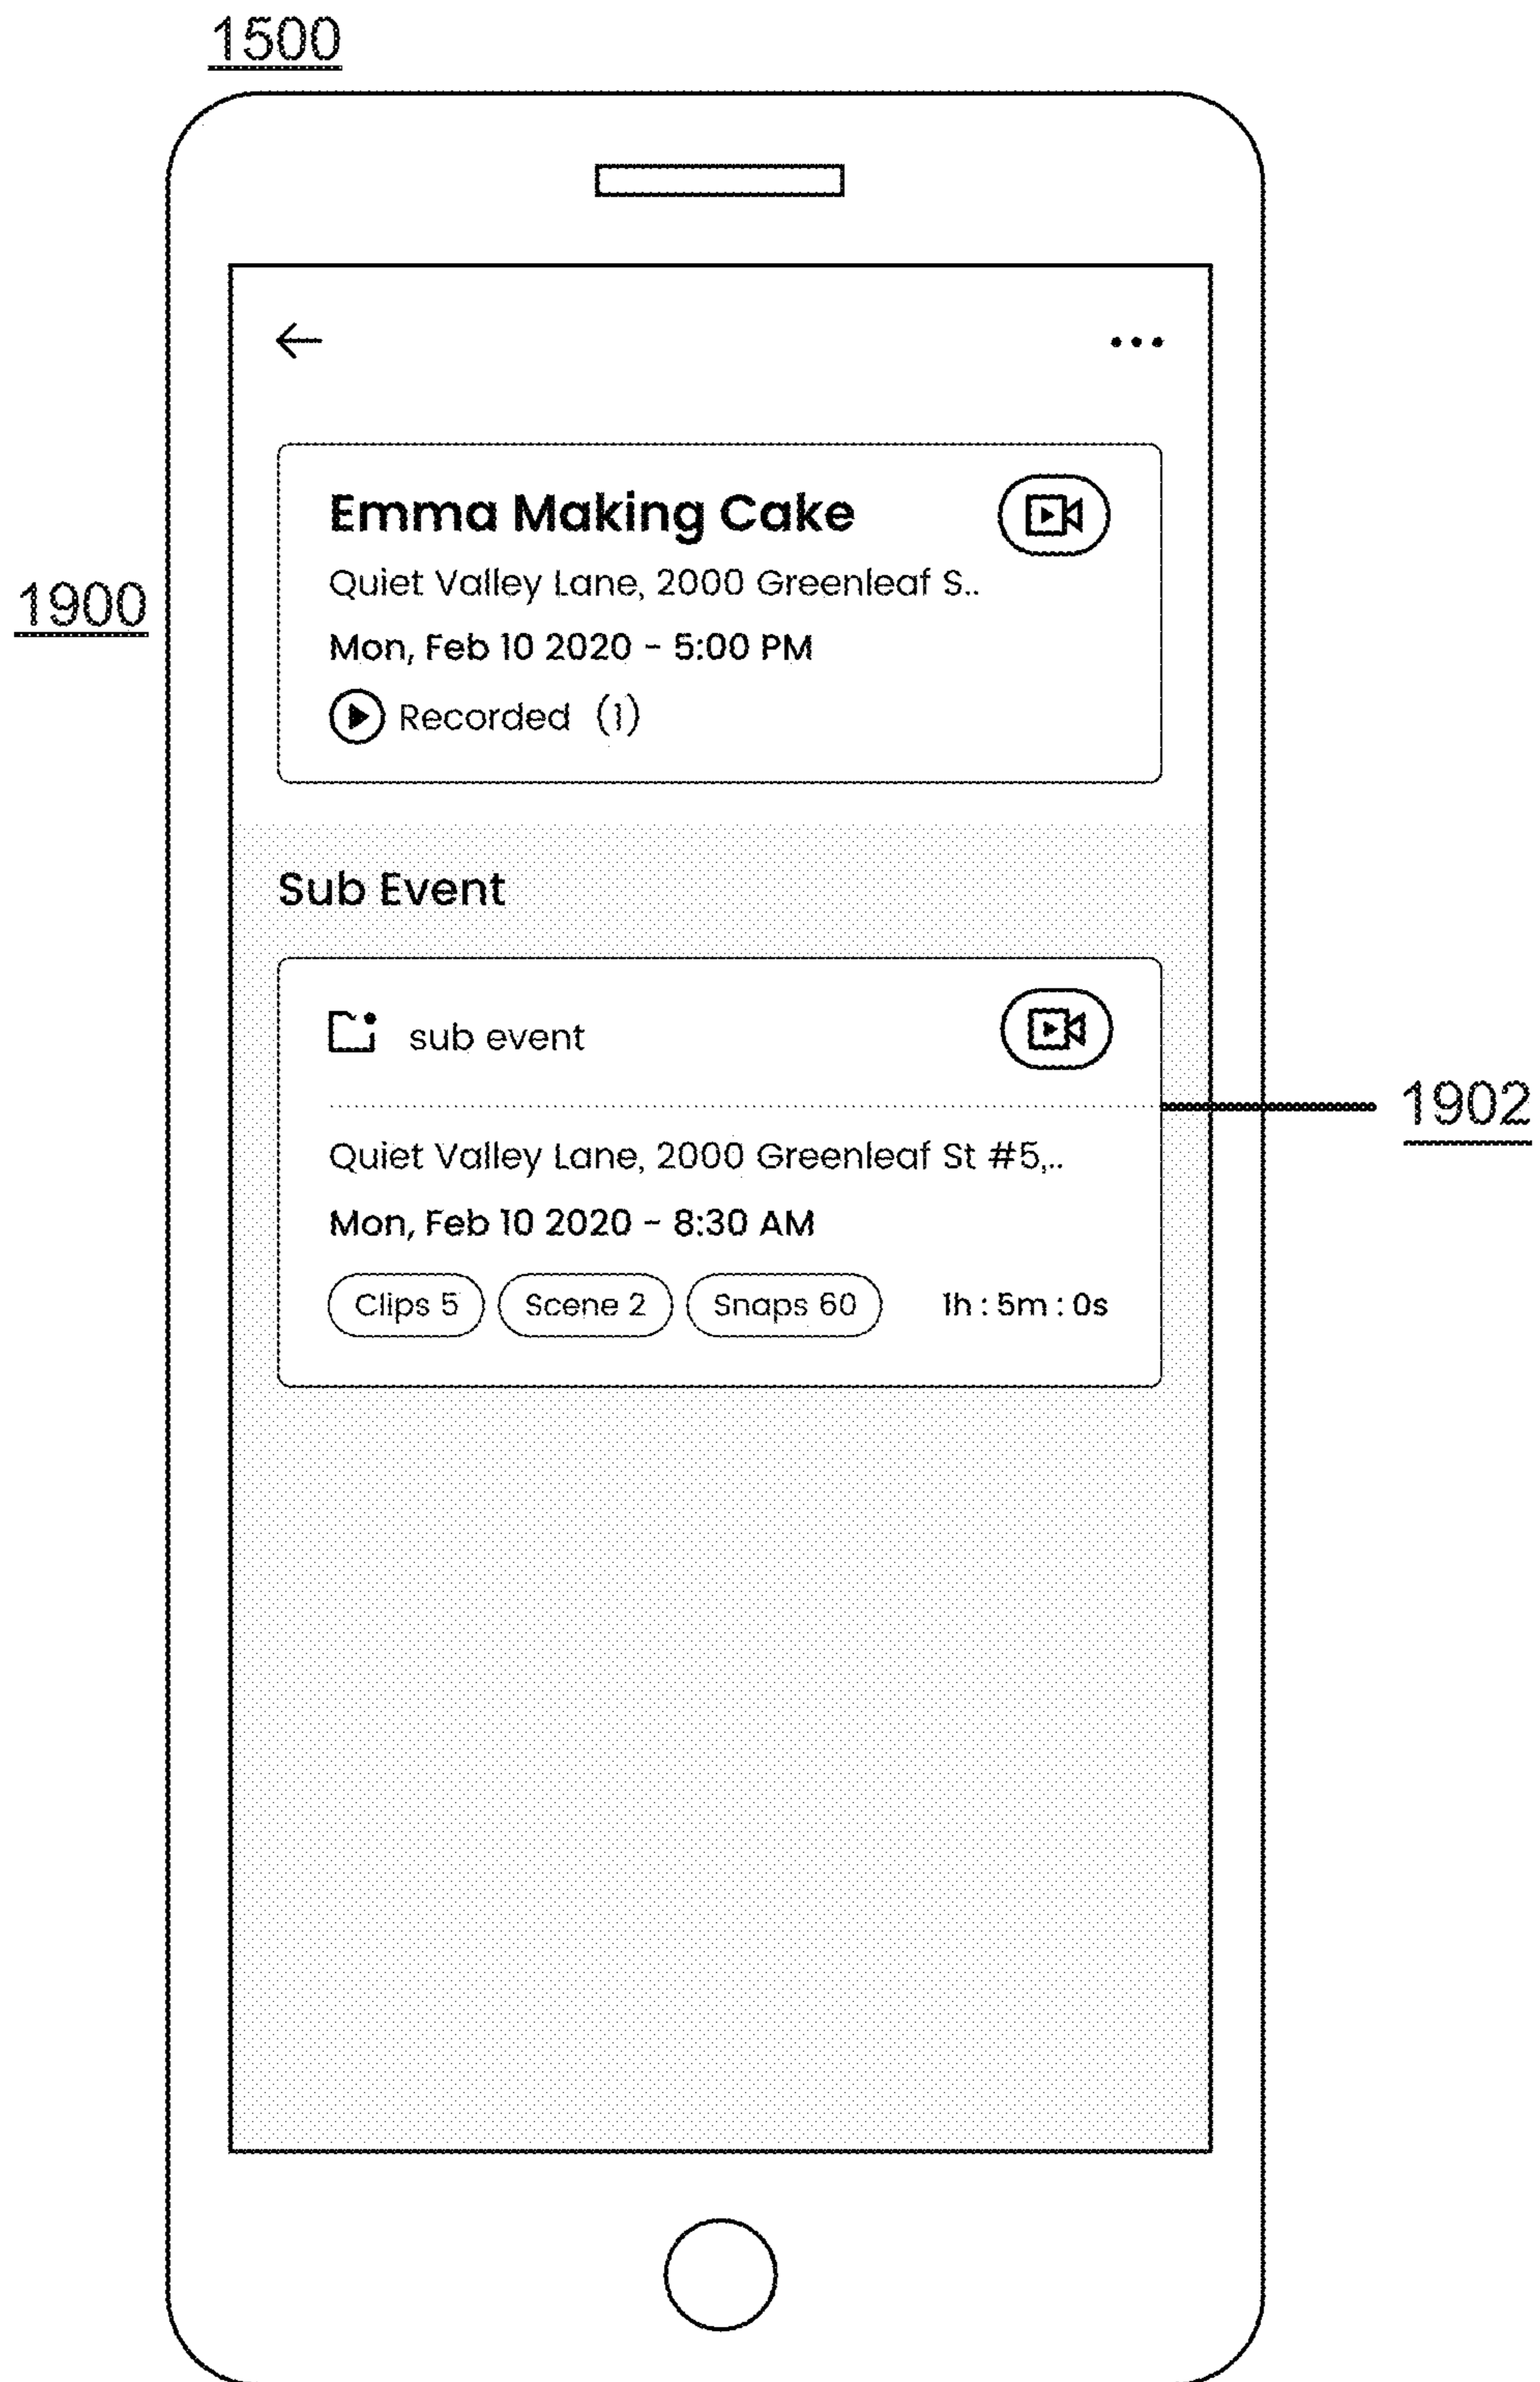 1500
Emma Making Cake
1900
Quiet Valley Lane, 2000 Greenleaf S..
Mon, Feb 10 2020 - 5:00 PM
Recorded (1)
Sub Event
sub event
1902
Quiet Valley Lane, 2000 Greenleaf St #5,..
Mon, Feb 10 2020 - 8:30 AM
Clips 5 Scene 2 Snaps 60 1h : 5m : 0s